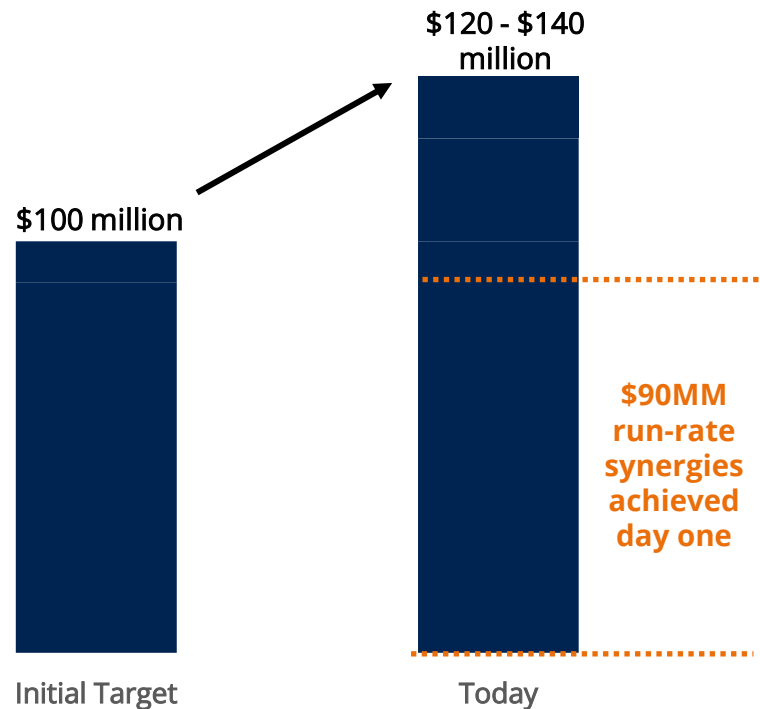 $120 - $140
million
$100 million
$90MM
run-rate
synergies
achieved
day one
Initial Target
Today